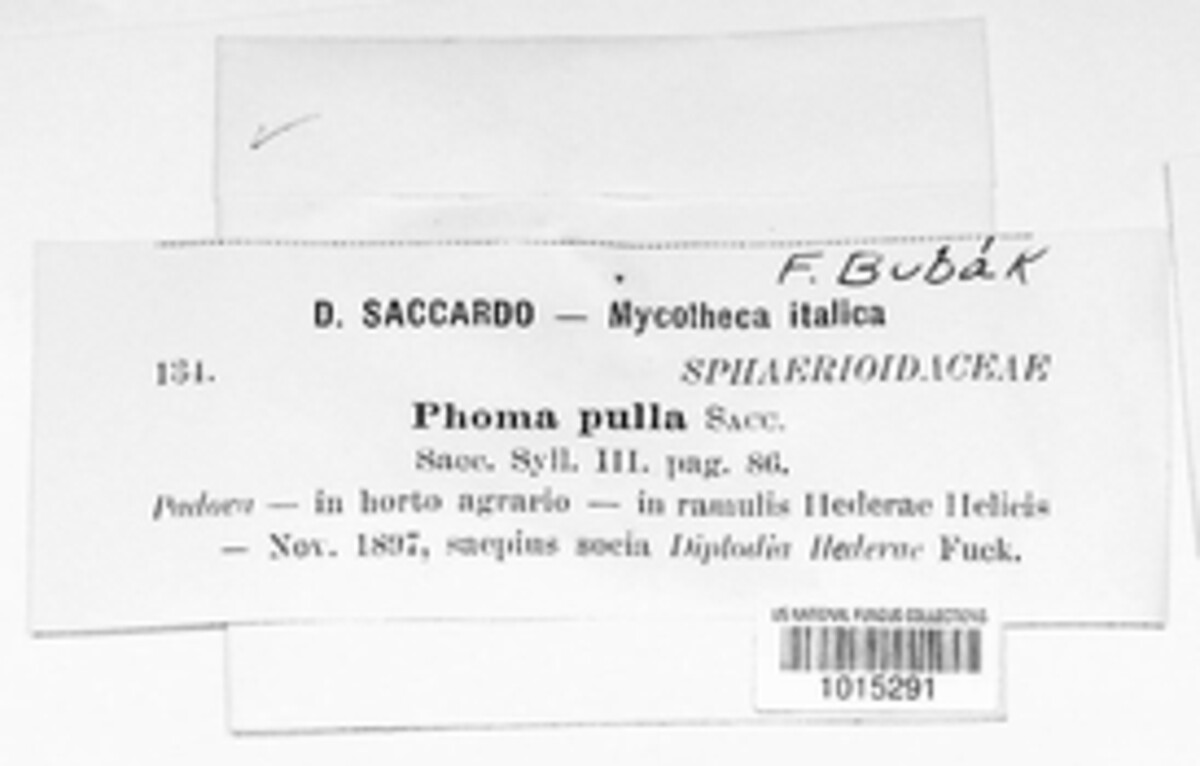 F. Bubák
D. SACCARDO — Mycotheca italica
134. SPHAERIOIDACEAE
Phoma pulla SACC.
Sacc. Syll. III. pag. 86.
Padova — in horto agrario — in ramulis Hederae Helicis
— Nov. 1897, saepius socia Diplodia Hederae Fuck.
US NATIONAL FUNGUS COLLECTIONS
1015291